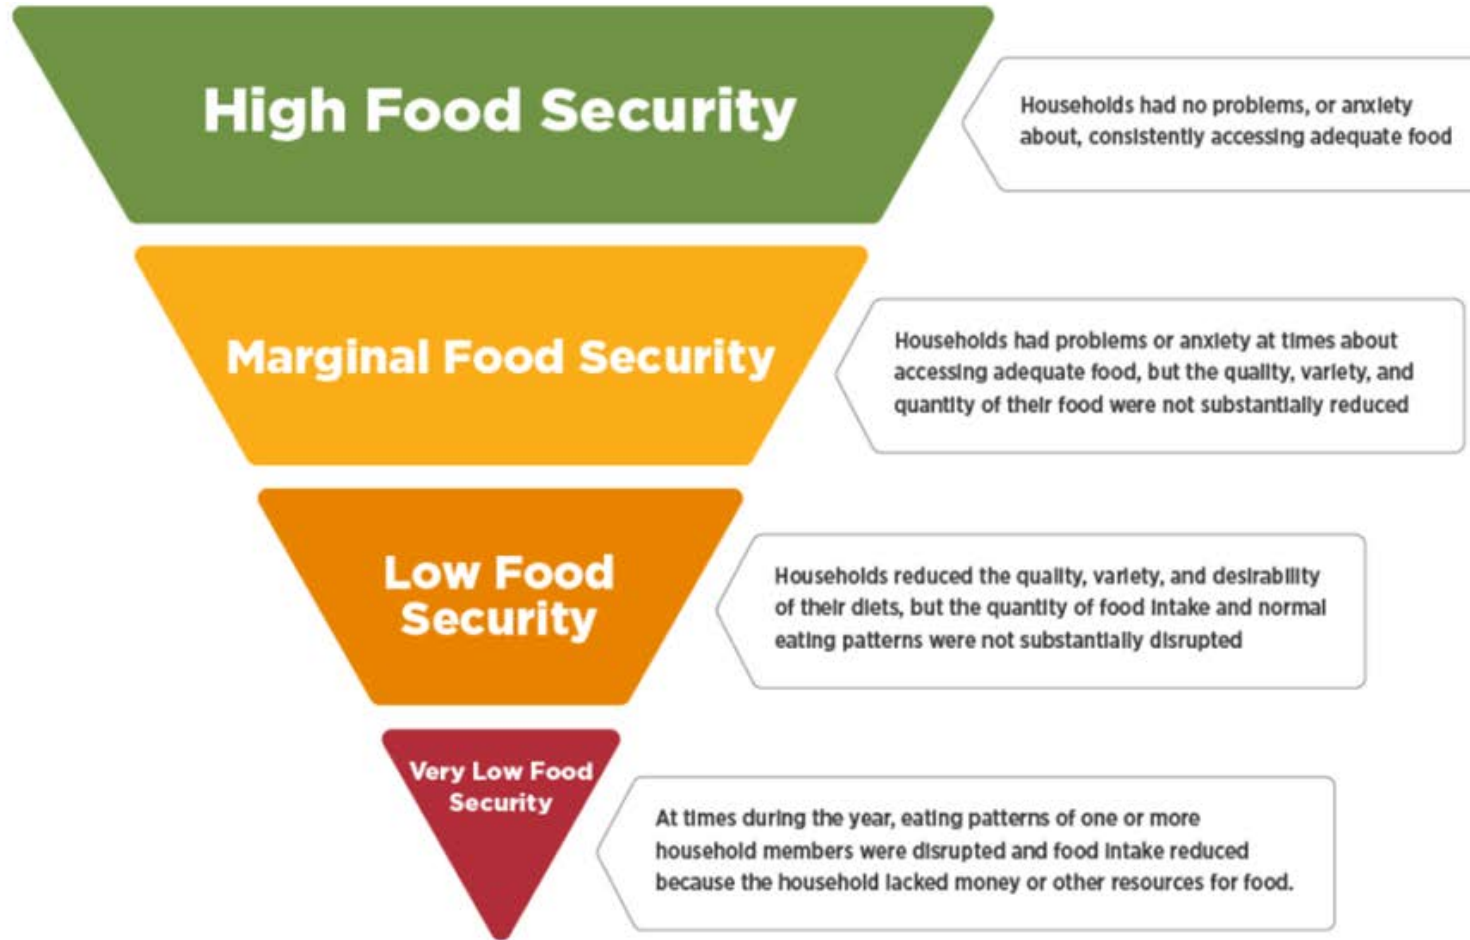 High Food Security
Households had no problems, or anxiety
about, consistently accessing adequate food
Marginal Food Security
Households had problems or anxiety at times about
accessing adequate food, but the quality, variety, and
quantity of their food were not substantially reduced
Low Food
Security
Households reduced the quality, variety, and desirability
of their diets, but the quantity of food intake and normal
eating patterns were not substantially disrupted
Very Low Food
Security
At times during the year, eating patterns of one or more
household members were disrupted and food intake reduced
because the household lacked money or other resources for food.